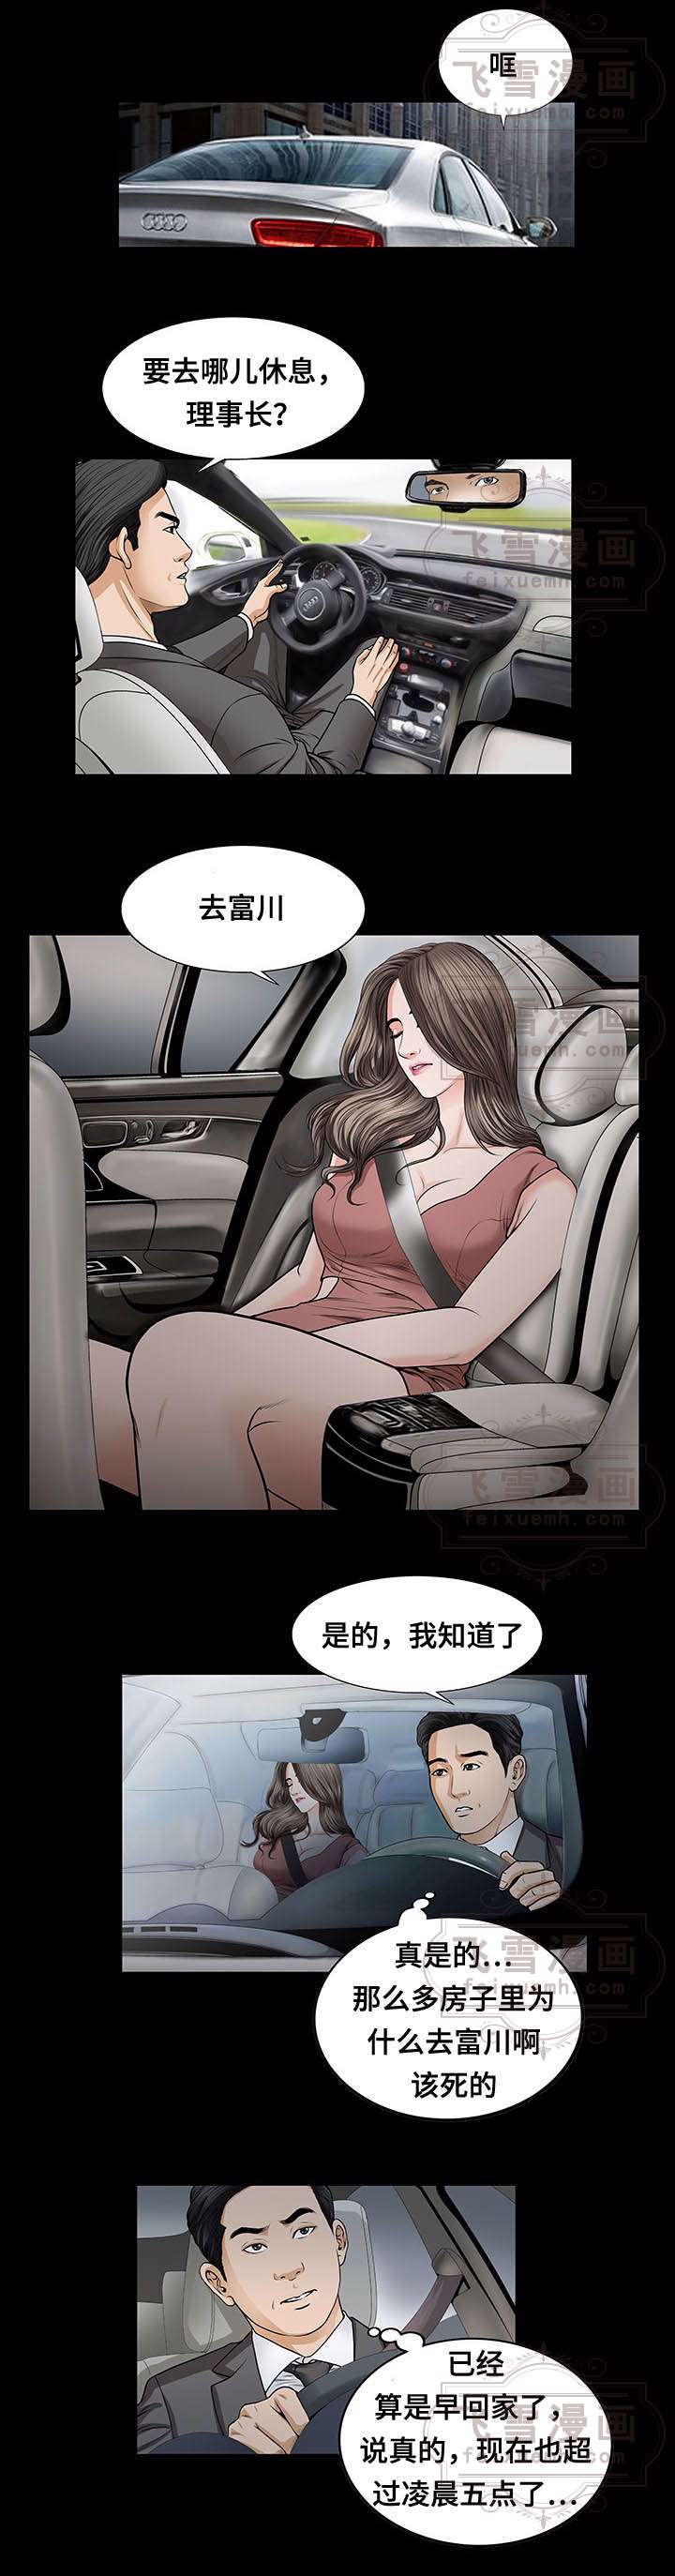 哐
飞雪漫画
feixuemh.com
要去哪儿休息，
理事长？
飞雪漫画
feixuemh.com
去富川
飞雪漫画
feixuemh.com
飞雪漫画
feixuemh.com
是的，我知道了
真是的...
那么多房子里为
什么去富川啊
该死的
飞雪漫画
feixuemh.com
已经
算是早回家了，
说真的，现在也超
过凌晨五点了...
飞雪漫画
feixuemh.com